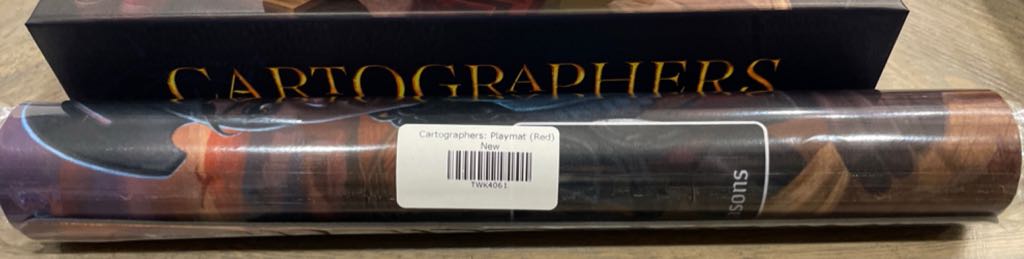 CARTOGRAPHERS
Cartographers: Playmat (Red)
New
TWK4061
sons